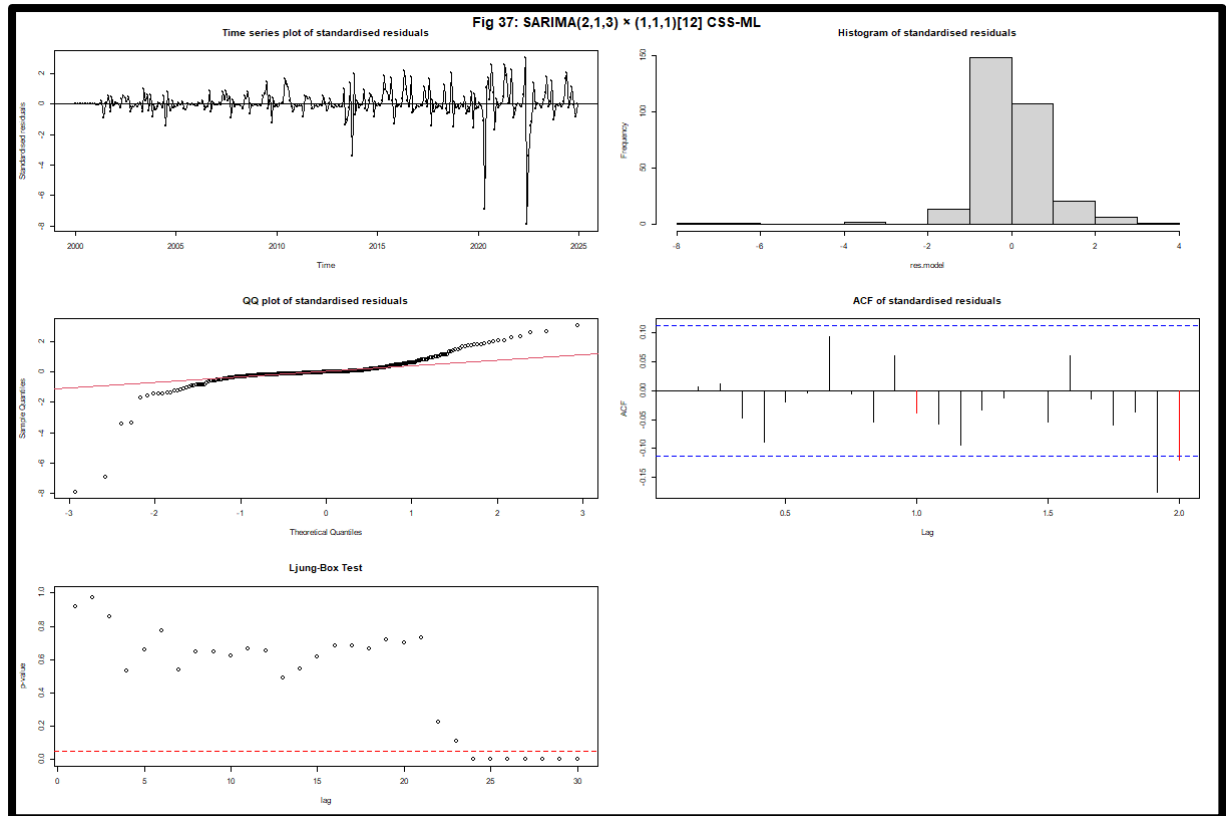 Fig 37: SARIMA(2,1,3) × (1,1,1)[12] CSS-ML
Time series plot of standardised residuals
Standardised residuals
2
0
-2
-4
-6
-8
2000 2005 2010 2015 2020 2025
Time
Histogram of standardised residuals
Frequency
150
100
50
0
-8 -6 -4 -2 0 2 4
res.model
QQ plot of standardised residuals
Sample Quantiles
2
0
-2
-4
-6
-8
-3 -2 -1 0 1 2 3
Theoretical Quantiles
ACF of standardised residuals
ACF
0.10
0.05
0.00
-0.05
-0.10
-0.15
0.5 1.0 1.5 2.0
Lag
Ljung-Box Test
p-value
1.0
0.8
0.6
0.4
0.2
0.0
0 5 10 15 20 25 30
lag